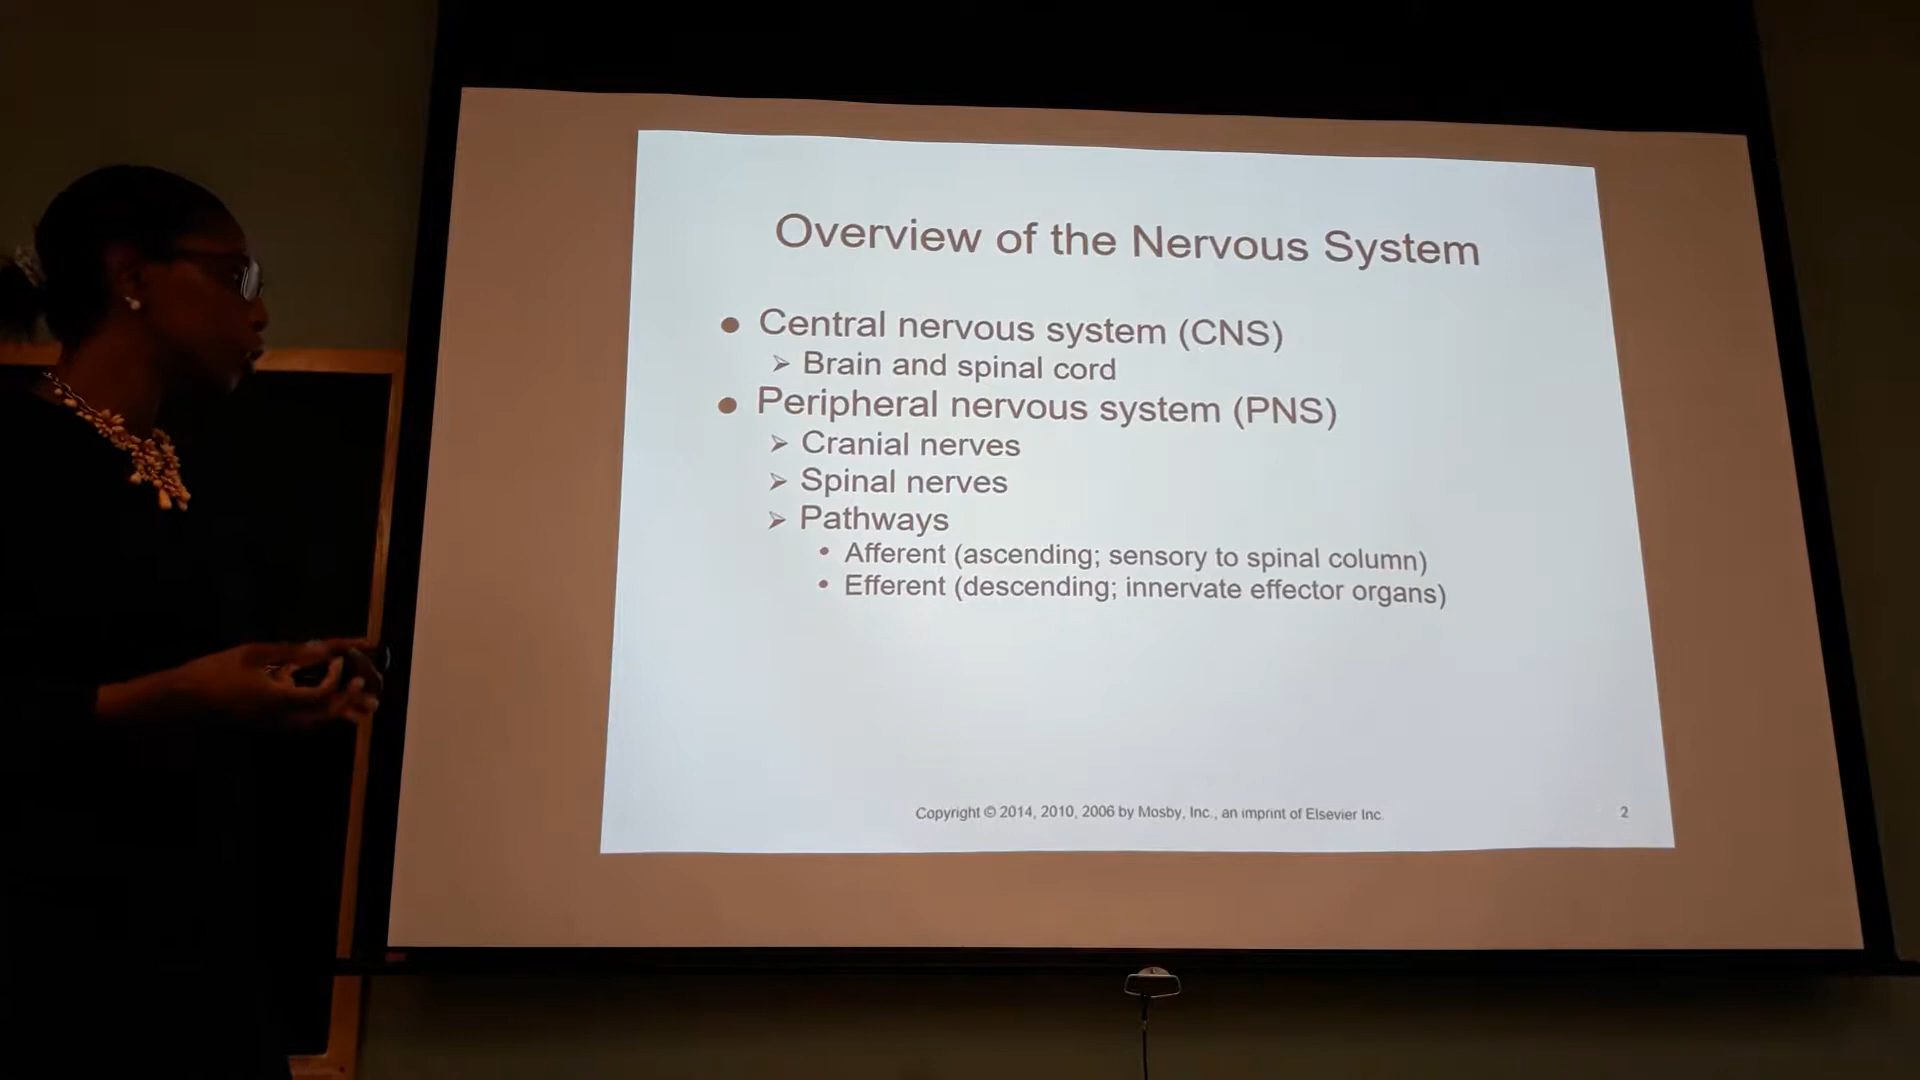 Overview of the Nervous System
● Central nervous system (CNS)
➢ Brain and spinal cord
● Peripheral nervous system (PNS)
➢ Cranial nerves
➢ Spinal nerves
➢ Pathways
• Afferent (ascending; sensory to spinal column)
• Efferent (descending; innervate effector organs)
Copyright © 2014, 2010, 2006 by Mosby, Inc., an imprint of Elsevier Inc.
2